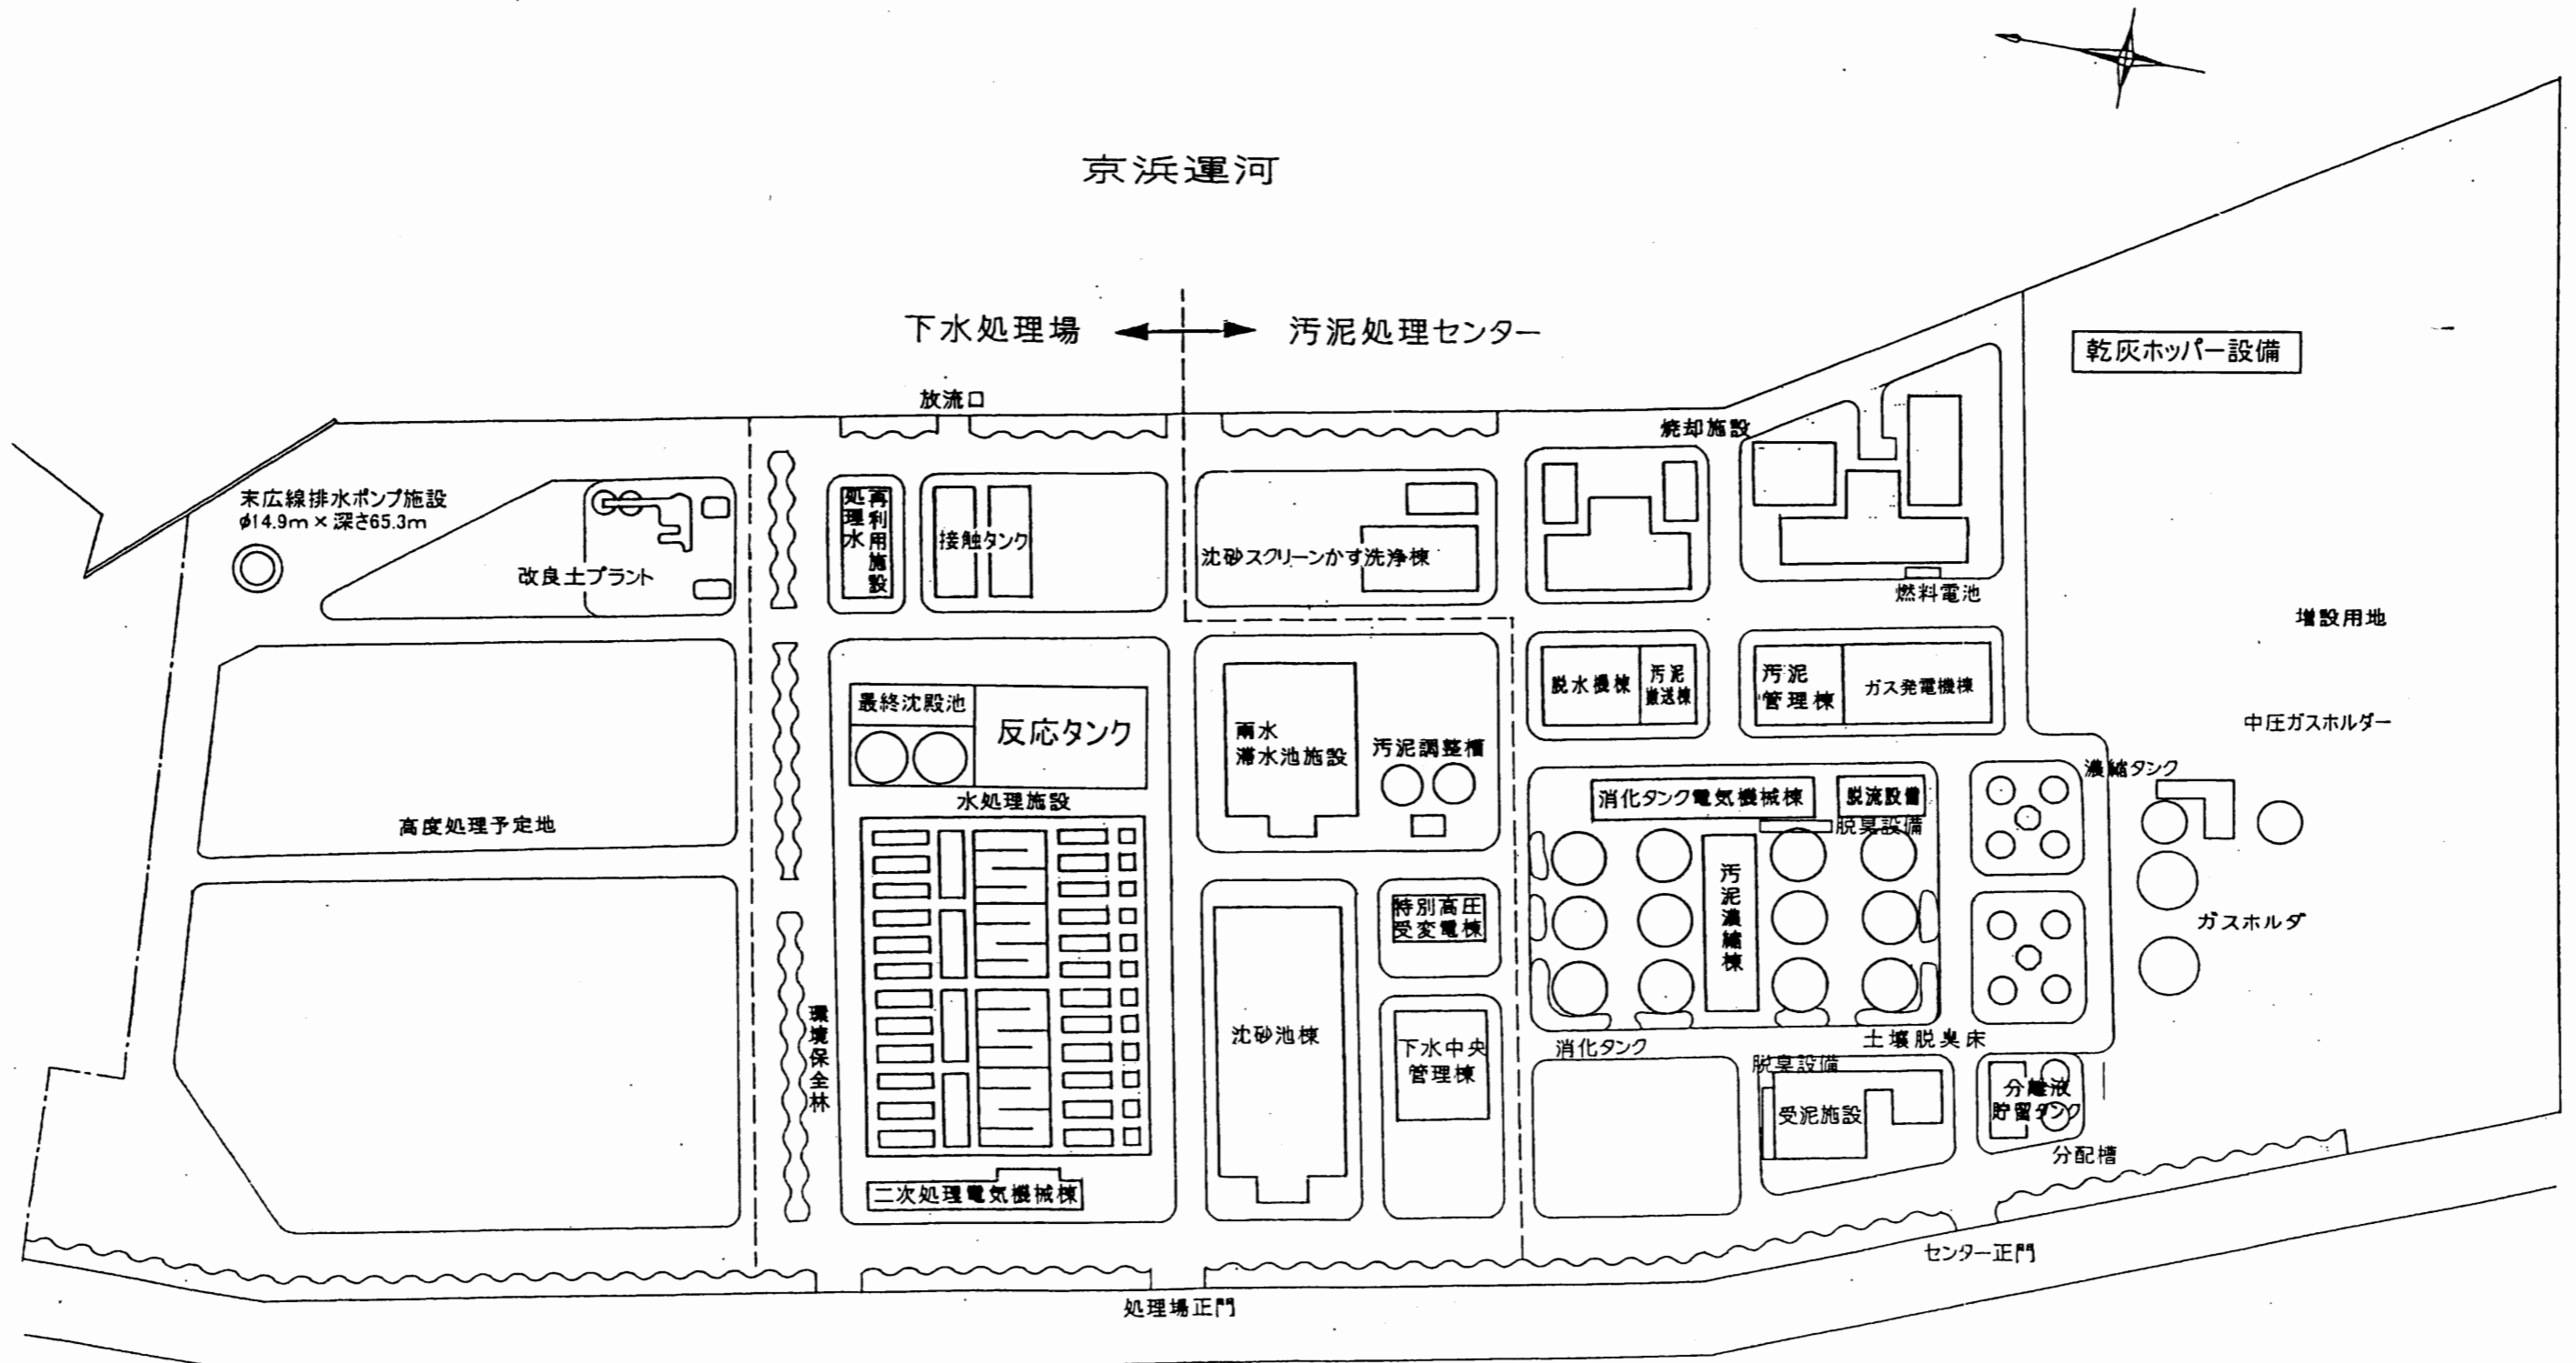 京浜運河
下水処理場
汚泥処理センター
乾灰ホッパー設備
放流口
焼却施設
末広線排水ポンプ施設
φ14.9m×深さ65.3m
改良土プラント
再利用施設
処理水
接触タンク
沈砂スクリーンかす洗浄棟
燃料電池
増設用地
最終沈殿池
反応タンク
水処理施設
雨水
滞水池施設
汚泥調整槽
脱水機棟
汚泥
搬送棟
汚泥
管理棟
ガス発電機棟
中圧ガスホルダー
濃縮タンク
消化タンク電気機械棟
脱硫設備
脱臭設備
高度処理予定地
汚泥濃縮棟
特別高圧
受変電棟
ガスホルダ
環境保全林
沈砂池棟
下水中央
管理棟
消化タンク
土壌脱臭床
脱臭設備
受泥施設
分離液
貯留タンク
分配槽
二次処理電気機械棟
センター正門
処理場正門